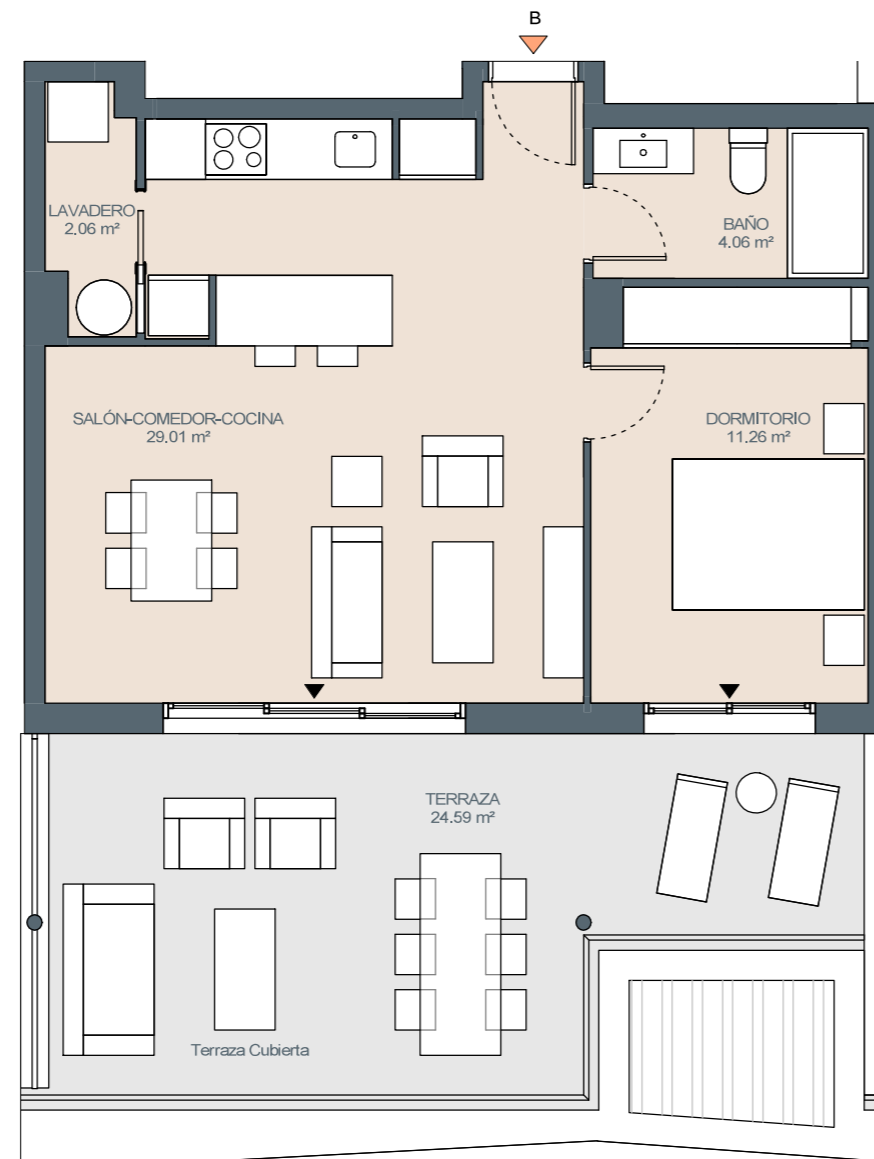 B
LAVADERO
2.06 m²
BAÑO
4.06 m²
SALÓN-COMEDOR-COCINA
29.01 m²
DORMITORIO
11.26 m²
TERRAZA
24.59 m²
Terraza Cubierta